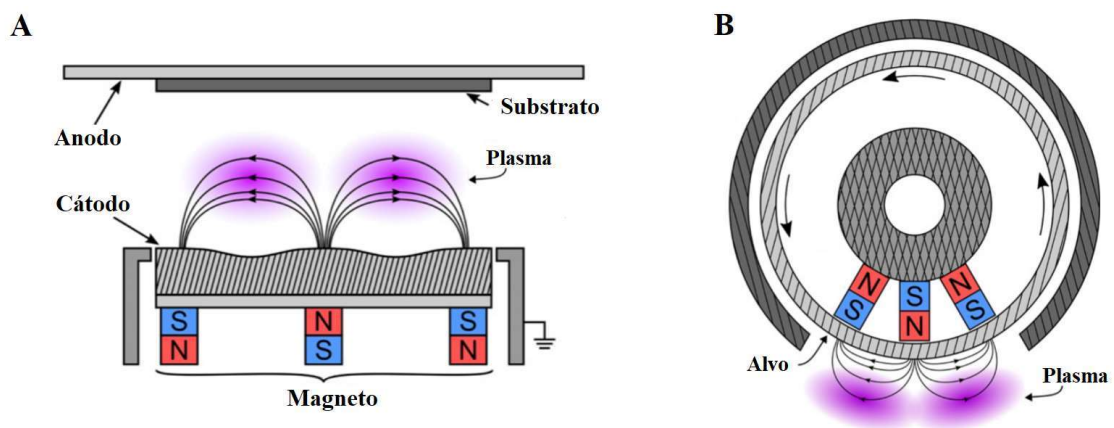 A
B
Substrato
Anodo
Plasma
Cátodo
S N S
N S N
Magneto
N S N
S N S
Alvo
Plasma